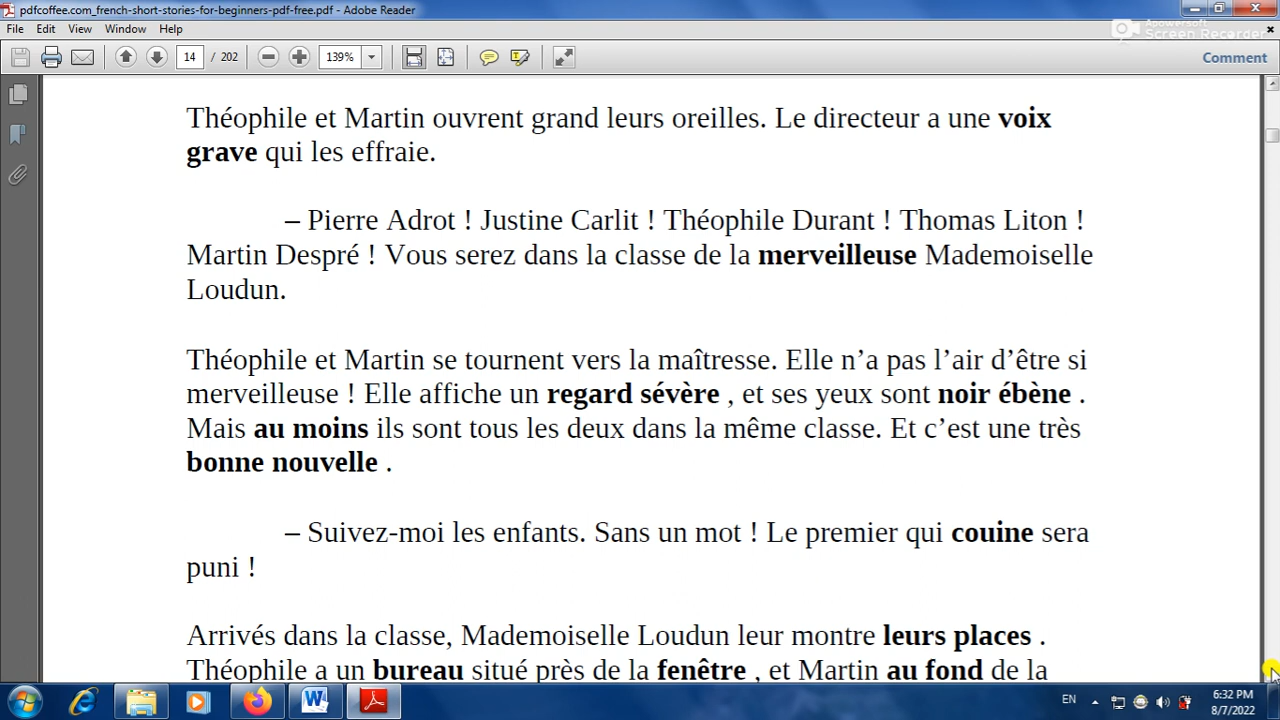 pdfcoffee.com_french-short-stories-for-beginners-pdf-free.pdf - Adobe Reader
File Edit View Window Help
Apowersoft
Screen Recorder
14 / 202 139% Comment
Théophile et Martin ouvrent grand leurs oreilles. Le directeur a une voix
grave qui les effraie.
– Pierre Adrot ! Justine Carlit ! Théophile Durant ! Thomas Liton !
Martin Despré ! Vous serez dans la classe de la merveilleuse Mademoiselle
Loudun.
Théophile et Martin se tournent vers la maîtresse. Elle n’a pas l’air d’être si
merveilleuse ! Elle affiche un regard sévère , et ses yeux sont noir ébène .
Mais au moins ils sont tous les deux dans la même classe. Et c’est une très
bonne nouvelle .
– Suivez-moi les enfants. Sans un mot ! Le premier qui couine sera
puni !
Arrivés dans la classe, Mademoiselle Loudun leur montre leurs places .
Théophile a un bureau situé près de la fenêtre , et Martin au fond de la
EN 6:32 PM
8/7/2022